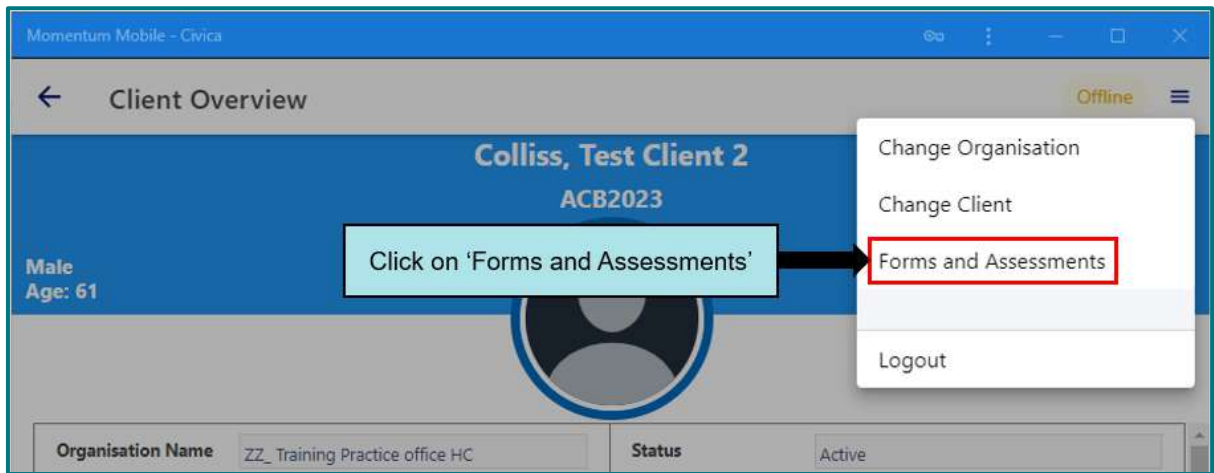 Momentum Mobile - Civica
Client Overview
Offline
Colliss, Test Client 2
ACB2023
Male
Age: 61
Click on ‘Forms and Assessments’
Change Organisation
Change Client
Forms and Assessments
Logout
Organisation Name
ZZ_ Training Practice office HC
Status
Active